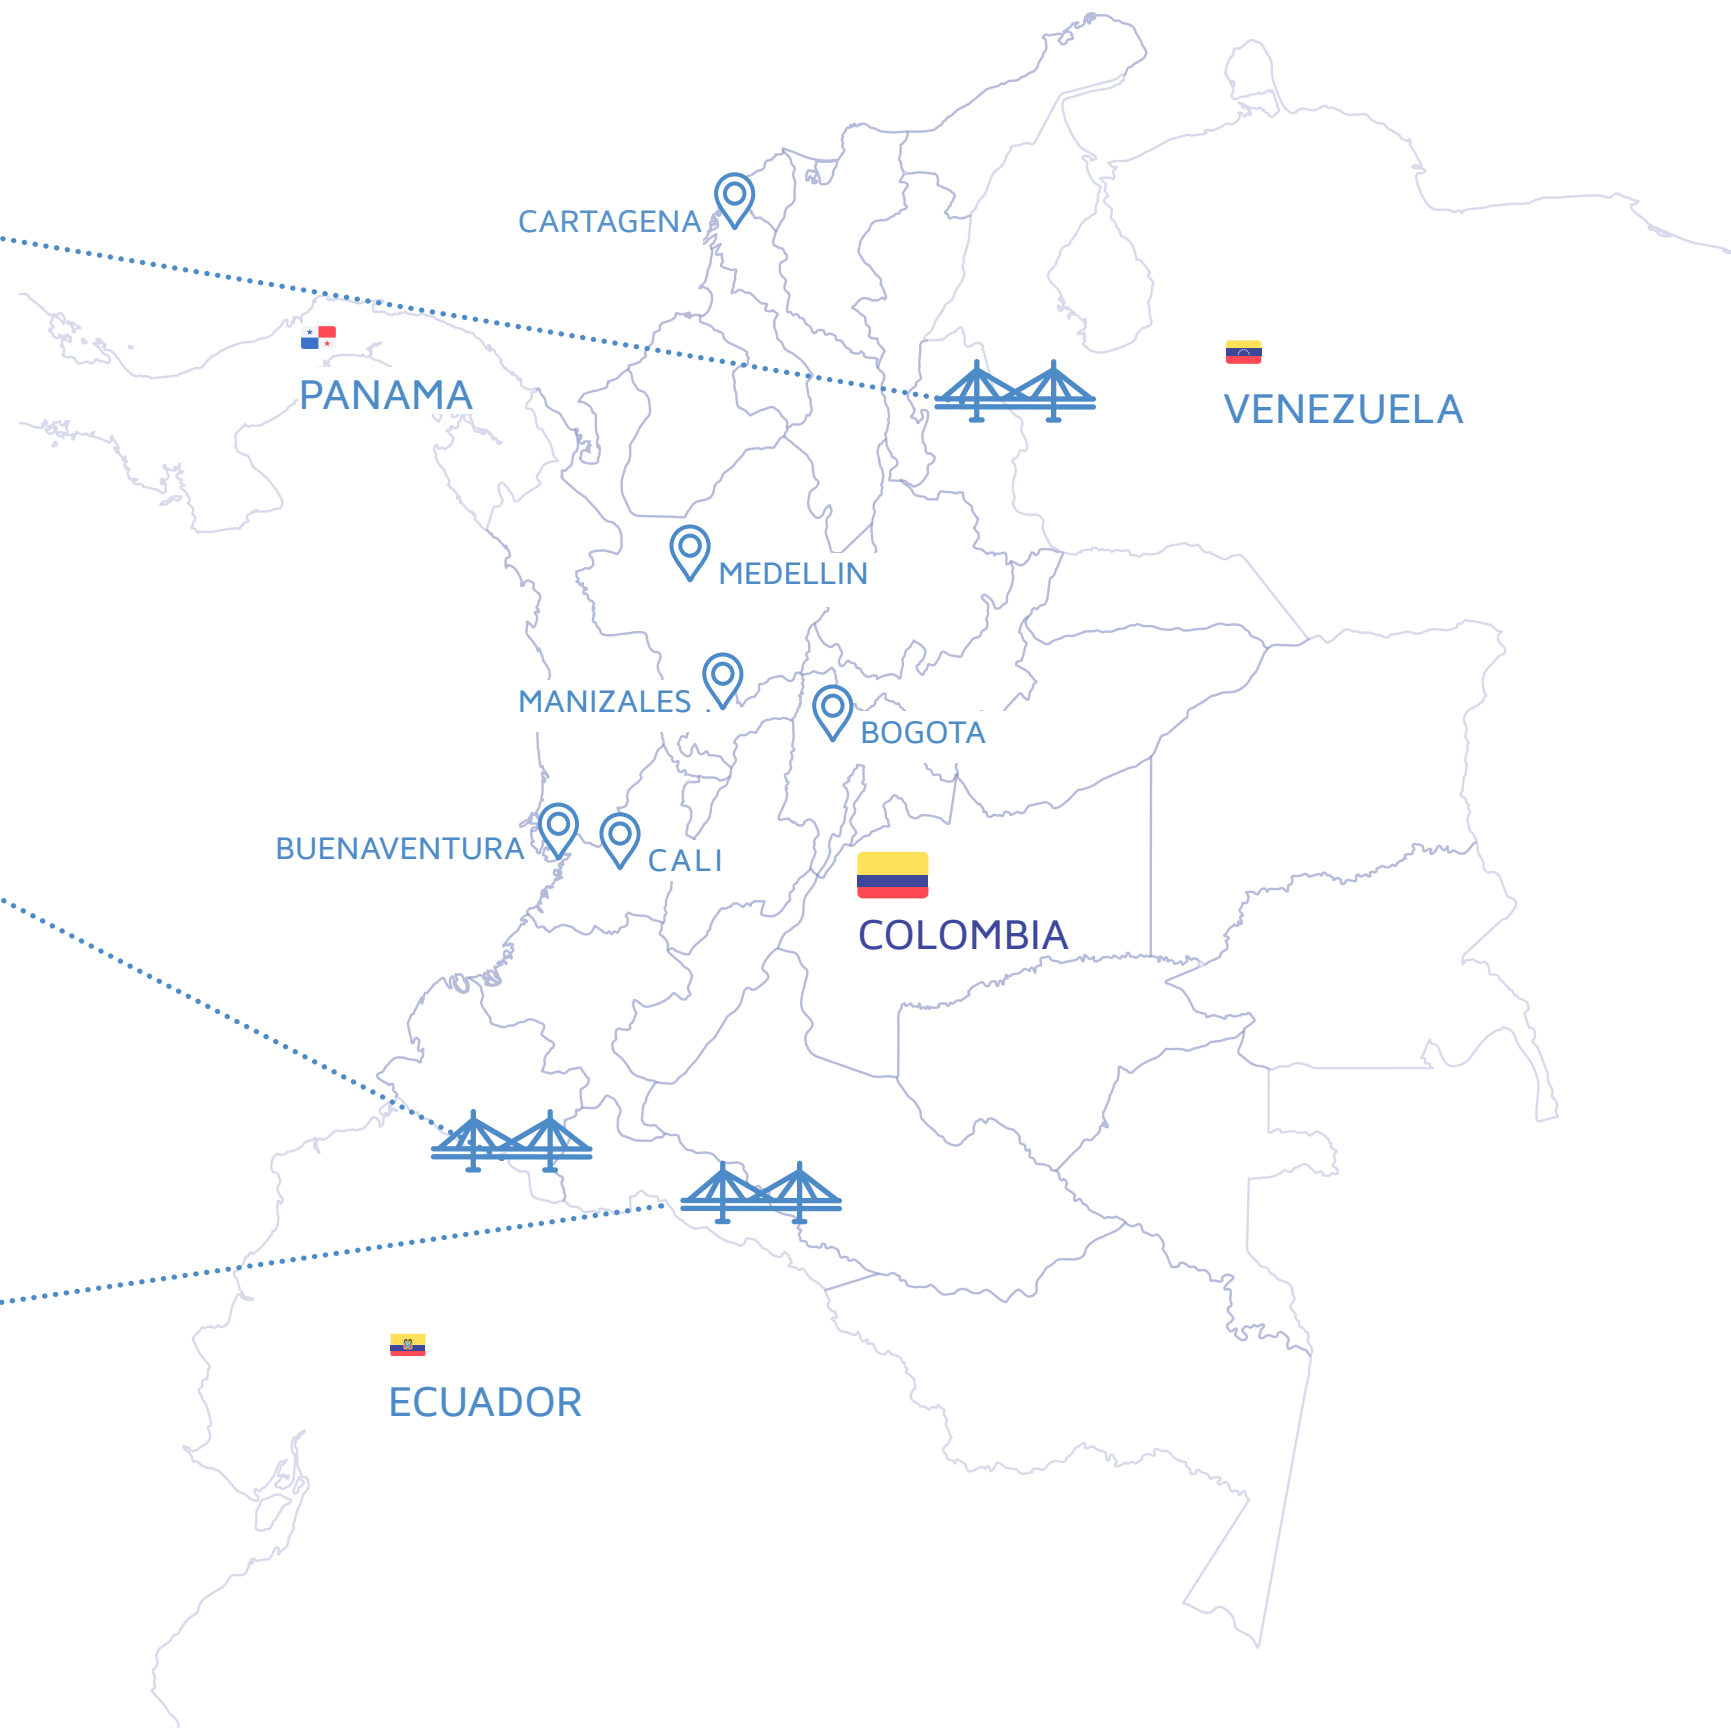 CARTAGENA
PANAMA
VENEZUELA
MEDELLIN
MANIZALES .
BOGOTA
BUENAVENTURA
CALI
COLOMBIA
ECUADOR